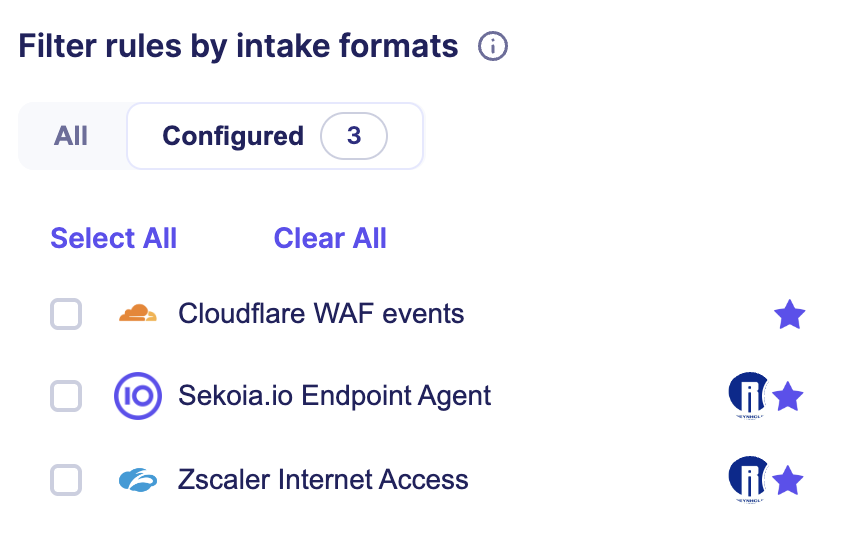 Filter rules by intake formats
All
Configured 3
Select All
Clear All
Cloudflare WAF events
Sekoia.io Endpoint Agent
Zscaler Internet Access